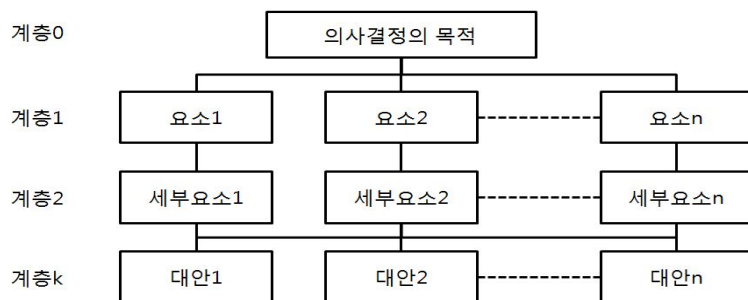 계층0
의사결정의 목적
계층1
요소1
요소2
요소n
계층2
세부요소1
세부요소2
세부요소n
계층k
대안1
대안2
대안n